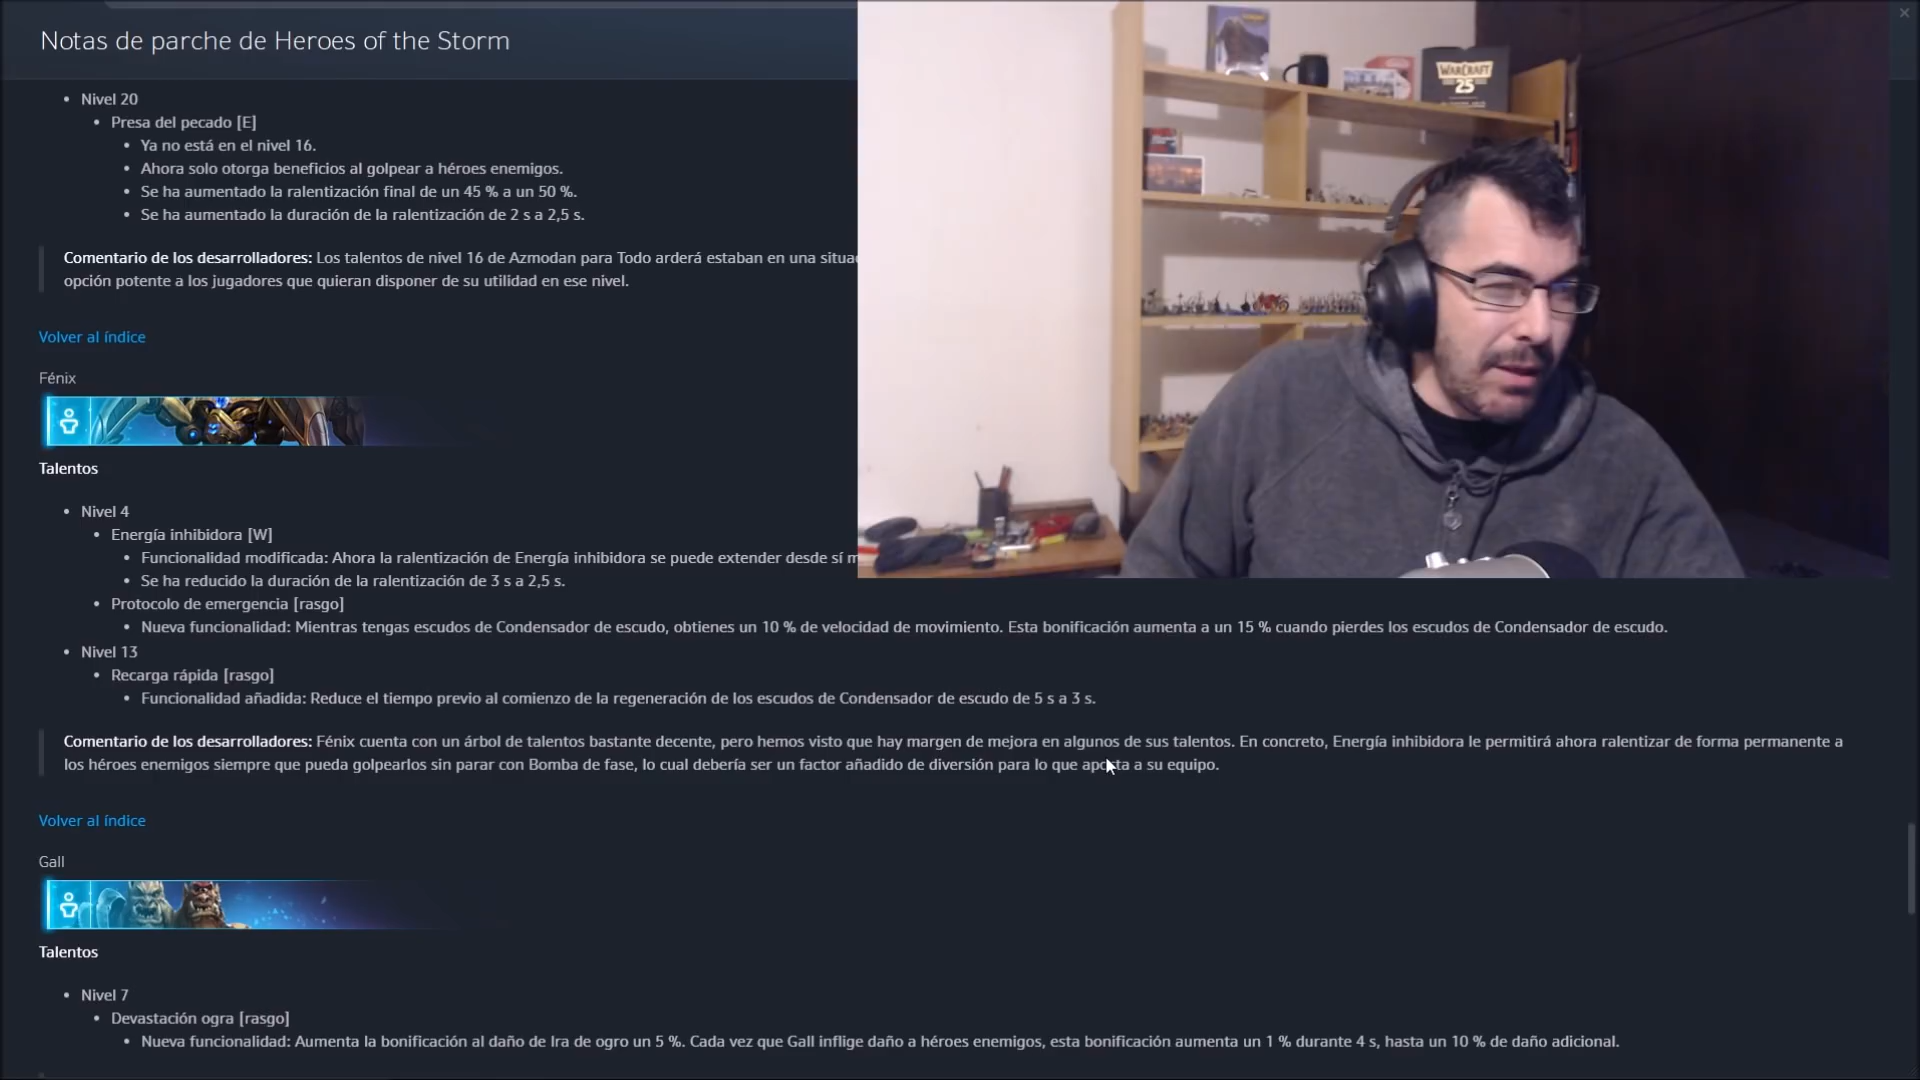 Notas de parche de Heroes of the Storm
Nivel 20
Presa del pecado [E]
Ya no está en el nivel 16.
Ahora solo otorga beneficios al golpear a héroes enemigos.
Se ha aumentado la ralentización final de un 45 % a un 50 %.
Se ha aumentado la duración de la ralentización de 2 s a 2,5 s.
Comentario de los desarrolladores: Los talentos de nivel 16 de Azmodan para Todo arderá estaban en una situa
opción potente a los jugadores que quieran disponer de su utilidad en ese nivel.
Volver al índice
Fénix
Talentos
Nivel 4
Energía inhibidora [W]
Funcionalidad modificada: Ahora la ralentización de Energía inhibidora se puede extender desde sí m
Se ha reducido la duración de la ralentización de 3 s a 2,5 s.
Protocolo de emergencia [rasgo]
Nueva funcionalidad: Mientras tengas escudos de Condensador de escudo, obtienes un 10 % de velocidad de movimiento. Esta bonificación aumenta a un 15 % cuando pierdes los escudos de Condensador de escudo.
Nivel 13
Recarga rápida [rasgo]
Funcionalidad añadida: Reduce el tiempo previo al comienzo de la regeneración de los escudos de Condensador de escudo de 5 s a 3 s.
Comentario de los desarrolladores: Fénix cuenta con un árbol de talentos bastante decente, pero hemos visto que hay margen de mejora en algunos de sus talentos. En concreto, Energía inhibidora le permitirá ahora ralentizar de forma permanente a
los héroes enemigos siempre que pueda golpearlos sin parar con Bomba de fase, lo cual debería ser un factor añadido de diversión para lo que aporta a su equipo.
Volver al índice
Gall
Talentos
Nivel 7
Devastación ogra [rasgo]
Nueva funcionalidad: Aumenta la bonificación al daño de Ira de ogro un 5 %. Cada vez que Gall inflige daño a héroes enemigos, esta bonificación aumenta un 1 % durante 4 s, hasta un 10 % de daño adicional.
WARCRAFT
25